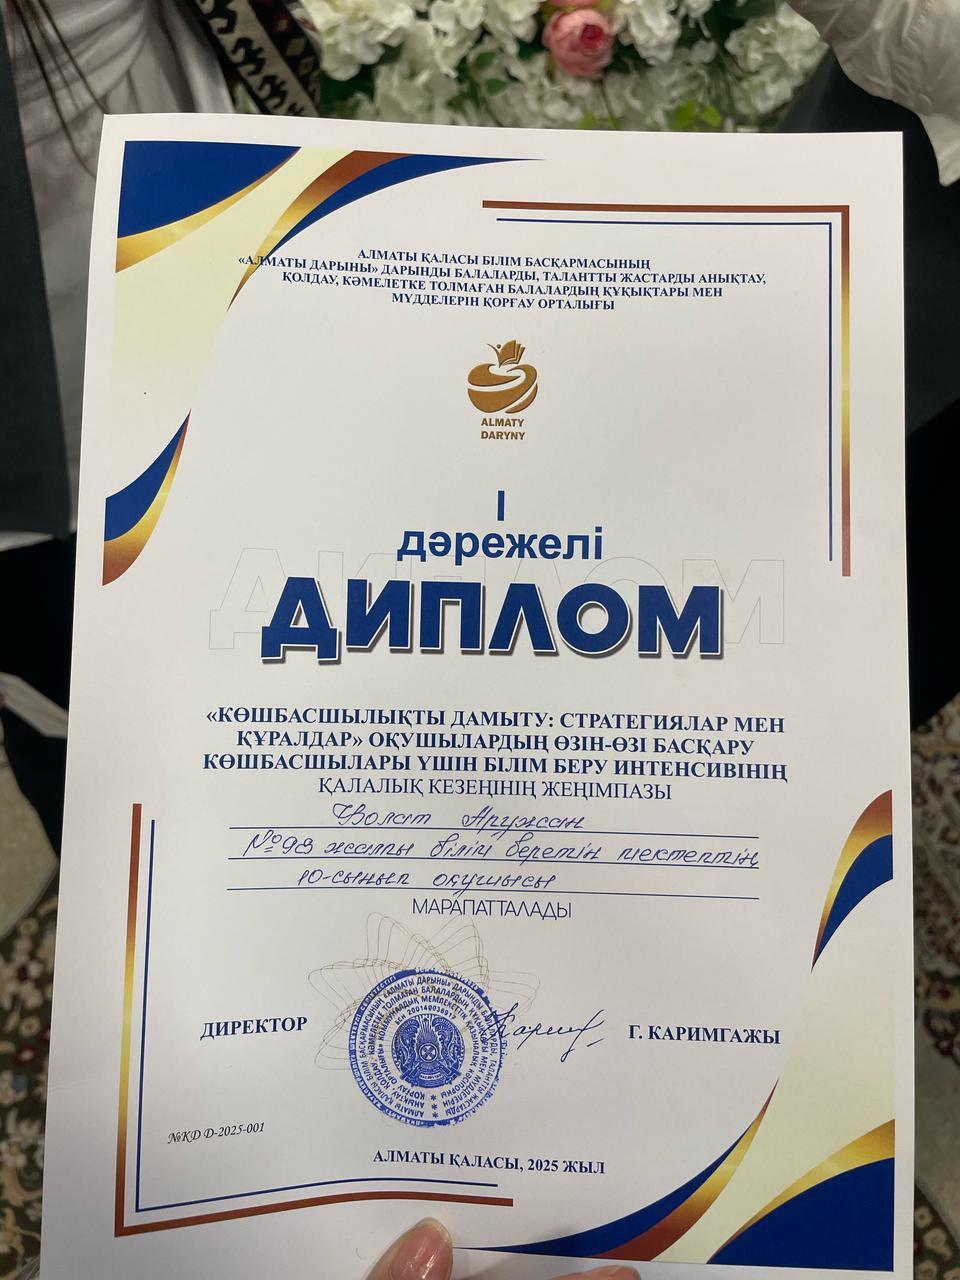 АЛМАТЫ ҚАЛАСЫ БІЛІМ БАСҚАРМАСЫНЫҢ
«АЛМАТЫ ДАРЫНЫ» ДАРЫНДЫ БАЛАЛАРДЫ, ТАЛАНТТЫ ЖАСТАРДЫ АНЫҚТАУ,
ҚОЛДАУ, КӘМЕЛЕТКЕ ТОЛМАҒАН БАЛАЛАРДЫҢ ҚҰҚЫҚТАРЫ МЕН
МҮДДЕЛЕРІН ҚОРҒАУ ОРТАЛЫҒЫ
ALMATY
DARYNY
I
дәрежелі
ДИПЛОМ
«КӨШБАСШЫЛЫҚТЫ ДАМЫТУ: СТРАТЕГИЯЛАР МЕН
ҚҰРАЛДАР» ОҚУШЫЛАРДЫҢ ӨЗІН-ӨЗІ БАСҚАРУ
КӨШБАСШЫЛАРЫ ҮШІН БІЛІМ БЕРУ ИНТЕНСИВІНІҢ
ҚАЛАЛЫҚ КЕЗЕҢІНІҢ ЖЕҢІМПАЗЫ
Аружан
№98 жалпы білім беретін мектептің
10-сынып оқушысы
МАРАПАТТАЛАДЫ
ДИРЕКТОР
Г. КАРИМГАЖЫ
№KD D-2025-001
АЛМАТЫ ҚАЛАСЫ, 2025 ЖЫЛ